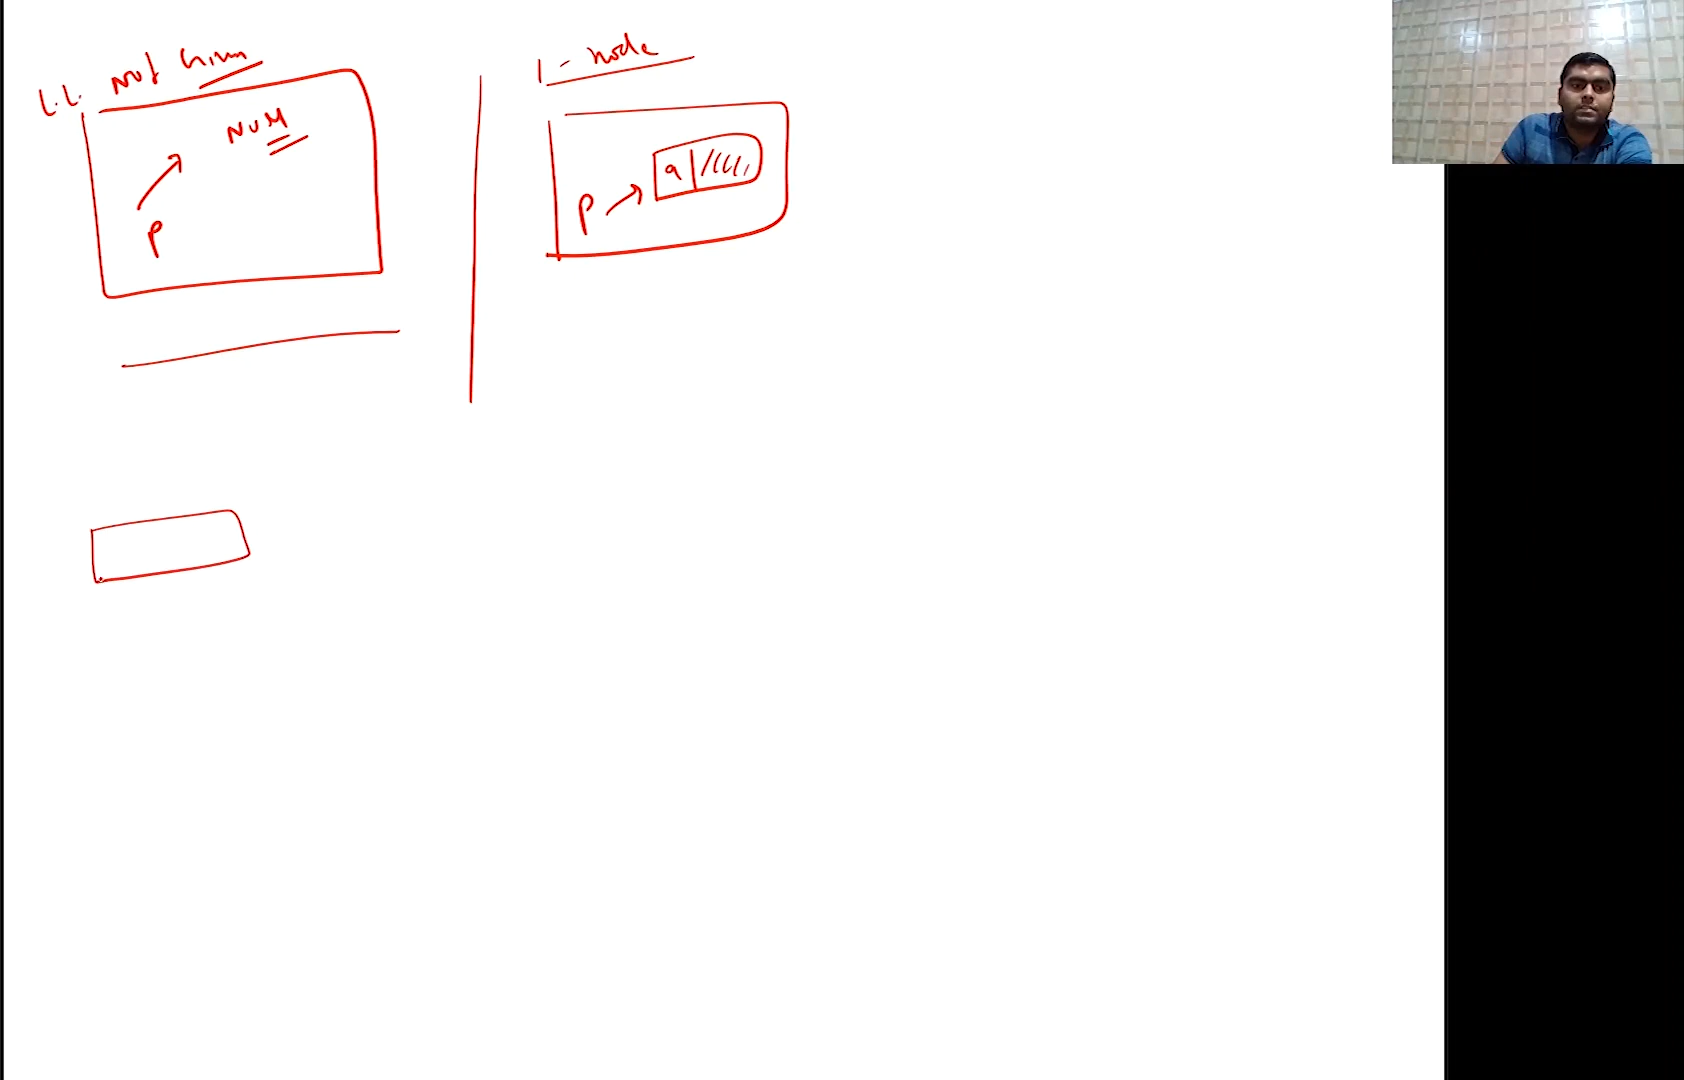 L.L. Not Given
NULL
P
1 - node
a
P